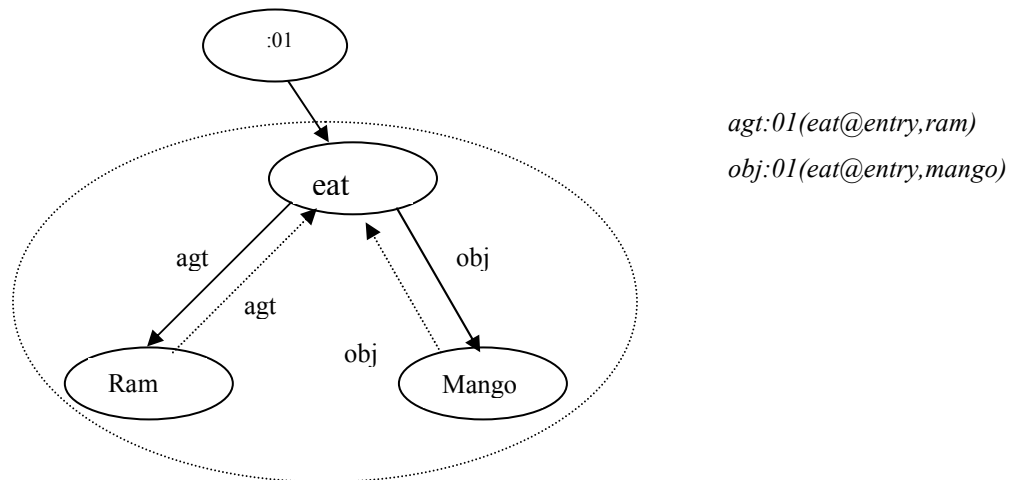 :01
agt:01(eat@entry,ram)
obj:01(eat@entry,mango)
eat
agt
obj
agt
obj
Ram
Mango